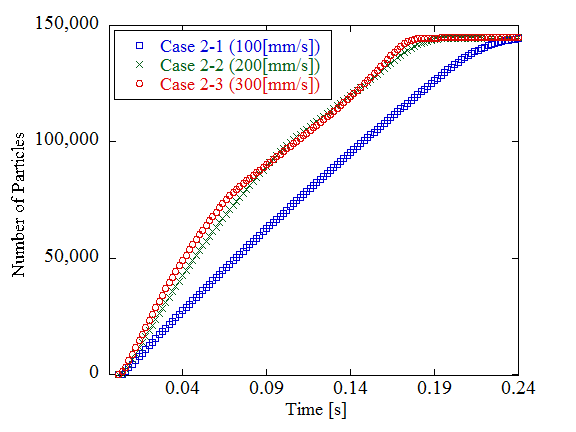 150,000
Case 2-1 (100[mm/s])
Case 2-2 (200[mm/s])
Case 2-3 (300[mm/s])
100,000
Number of Particles
50,000
0
0.04 0.09 0.14 0.19 0.24
Time [s]